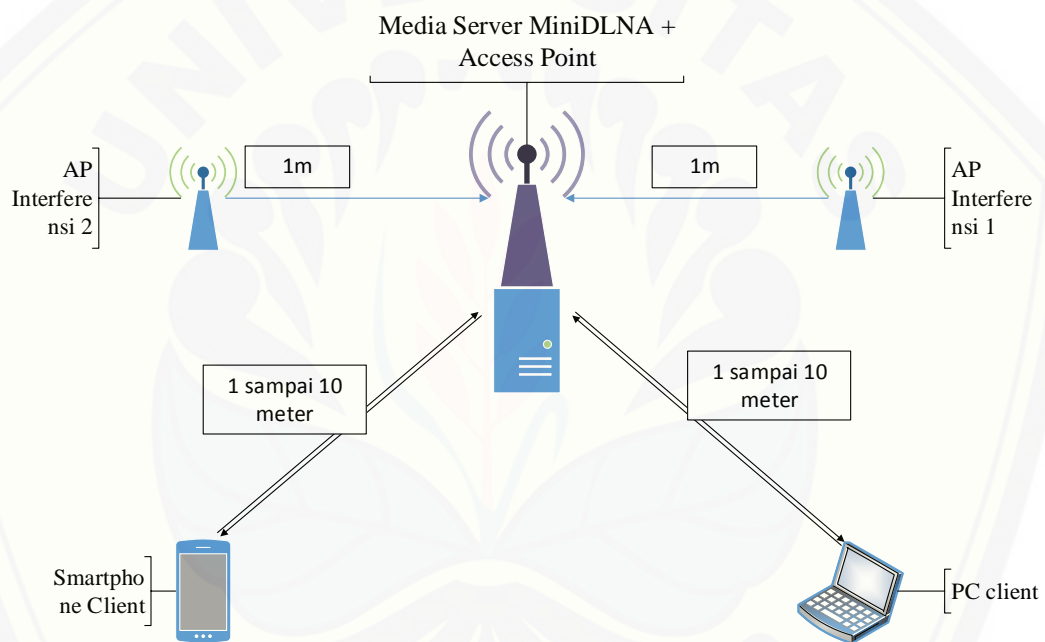 UNIVERSITAS
Media Server MiniDLNA +
Access Point
1m
1m
AP
Interfere
nsi 2
AP
Interfere
nsi 1
1 sampai 10
meter
1 sampai 10
meter
Smartpho
ne Client
PC client